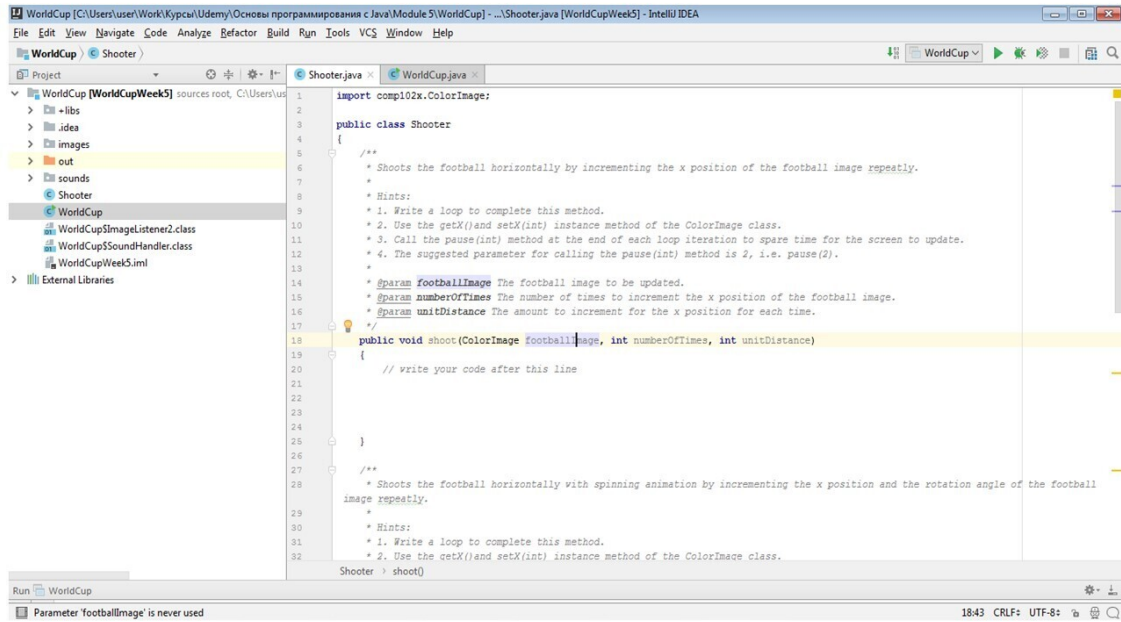 WorldCup [C:\Users\user\Work\Курсы\Udemy\Основы программирования с Java\Module 5\WorldCup] - ...\Shooter.java [WorldCupWeek5] - IntelliJ IDEA
File Edit View Navigate Code Analyze Refactor Build Run Tools VCS Window Help
WorldCup Shooter WorldCup
Project Shooter.java WorldCup.java
WorldCup [WorldCupWeek5] sources root, C:\Users\us
+libs
.idea
images
out
sounds
Shooter
WorldCup
WorldCup$ImageListener2.class
WorldCup$SoundHandler.class
WorldCupWeek5.iml
External Libraries
1 import comp102x.ColorImage;
2
3 public class Shooter
4 {
5 /**
6 * Shoots the football horizontally by incrementing the x position of the football image repeatly.
7 *
8 * Hints:
9 * 1. Write a loop to complete this method.
10 * 2. Use the getX()and setX(int) instance method of the ColorImage class.
11 * 3. Call the pause(int) method at the end of each loop iteration to spare time for the screen to update.
12 * 4. The suggested parameter for calling the pause(int) method is 2, i.e. pause(2).
13 *
14 * @param footballImage The football image to be updated.
15 * @param numberOfTimes The number of times to increment the x position of the football image.
16 * @param unitDistance The amount to increment for the x position for each time.
17 */
18 public void shoot(ColorImage footballImage, int numberOfTimes, int unitDistance)
19 {
20 // write your code after this line
21
22
23
24
25 }
26
27 /**
28 * Shoots the football horizontally with spinning animation by incrementing the x position and the rotation angle of the football
image repeatly.
29 *
30 * Hints:
31 * 1. Write a loop to complete this method.
32 * 2. Use the getX()and setX(int) instance method of the ColorImage class.
Shooter > shoot()
Run WorldCup
Parameter 'footballImage' is never used 18:43 CRLF UTF-8